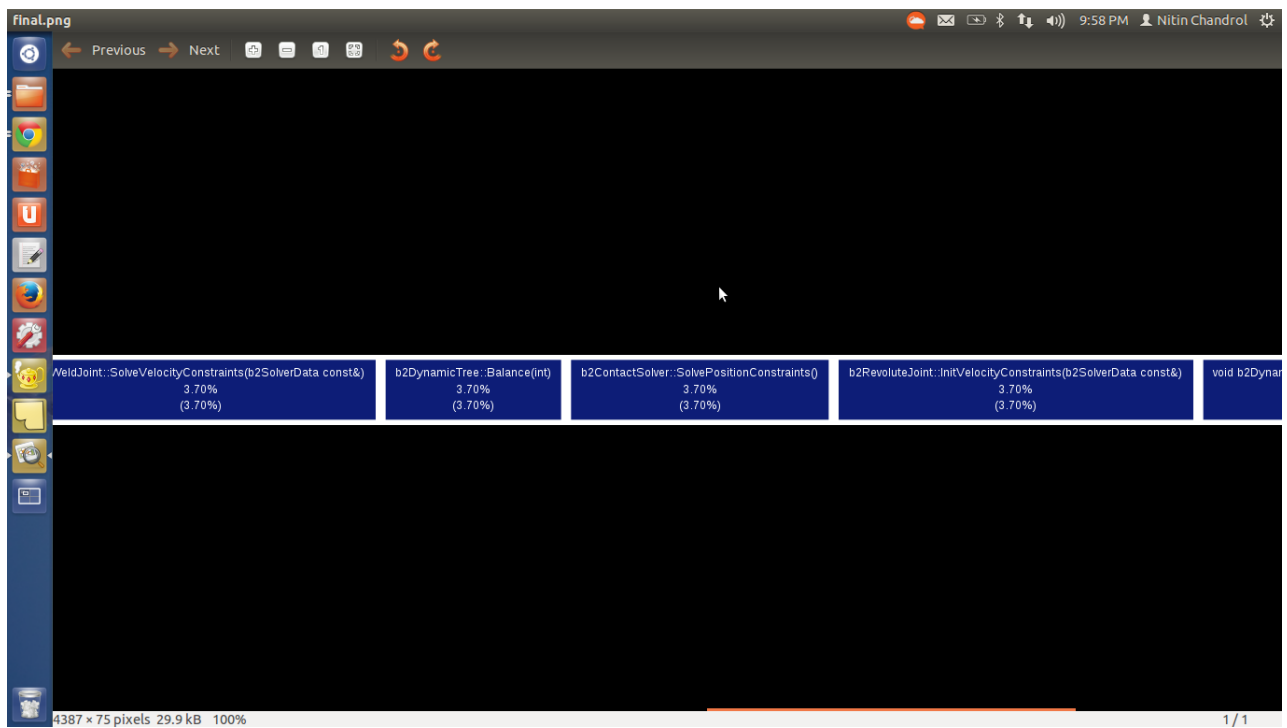 final.png
9:58 PM Nitin Chandrol
Previous Next
WeldJoint::SolveVelocityConstraints(b2SolverData const&)
3.70%
(3.70%)
b2DynamicTree::Balance(int)
3.70%
(3.70%)
b2ContactSolver::SolvePositionConstraints()
3.70%
(3.70%)
b2RevoluteJoint::InitVelocityConstraints(b2SolverData const&)
3.70%
(3.70%)
void b2Dynar
4387 × 75 pixels 29.9 kB 100%
1 / 1